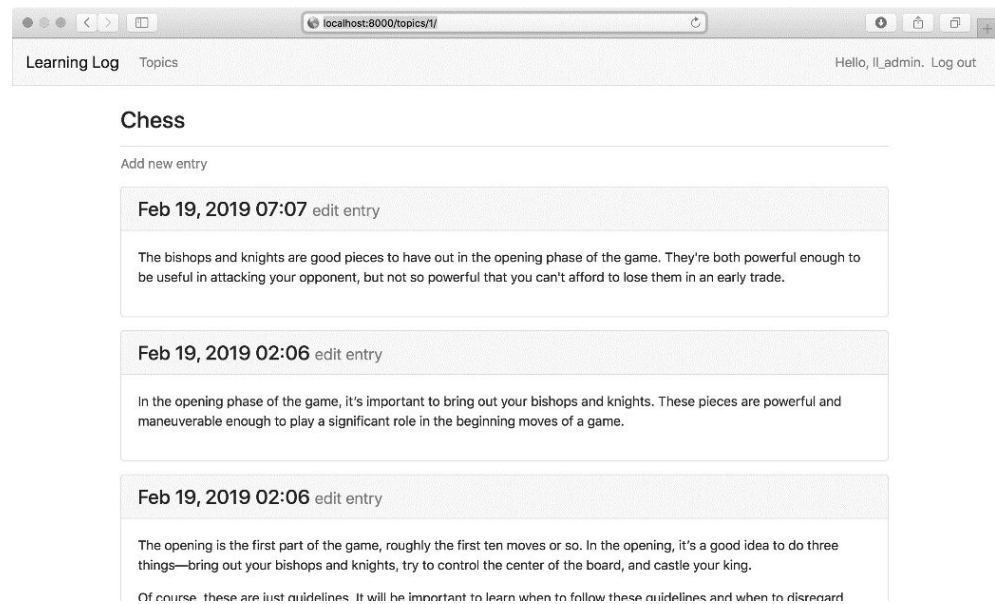 localhost:8000/topics/1/
Learning Log Topics Hello, ll_admin. Log out
Chess
Add new entry
Feb 19, 2019 07:07 edit entry
The bishops and knights are good pieces to have out in the opening phase of the game. They're both powerful enough to
be useful in attacking your opponent, but not so powerful that you can't afford to lose them in an early trade.
Feb 19, 2019 02:06 edit entry
In the opening phase of the game, it’s important to bring out your bishops and knights. These pieces are powerful and
maneuverable enough to play a significant role in the beginning moves of a game.
Feb 19, 2019 02:06 edit entry
The opening is the first part of the game, roughly the first ten moves or so. In the opening, it’s a good idea to do three
things—bring out your bishops and knights, try to control the center of the board, and castle your king.
Of course, these are just guidelines. It will be important to learn when to follow these guidelines and when to disregard